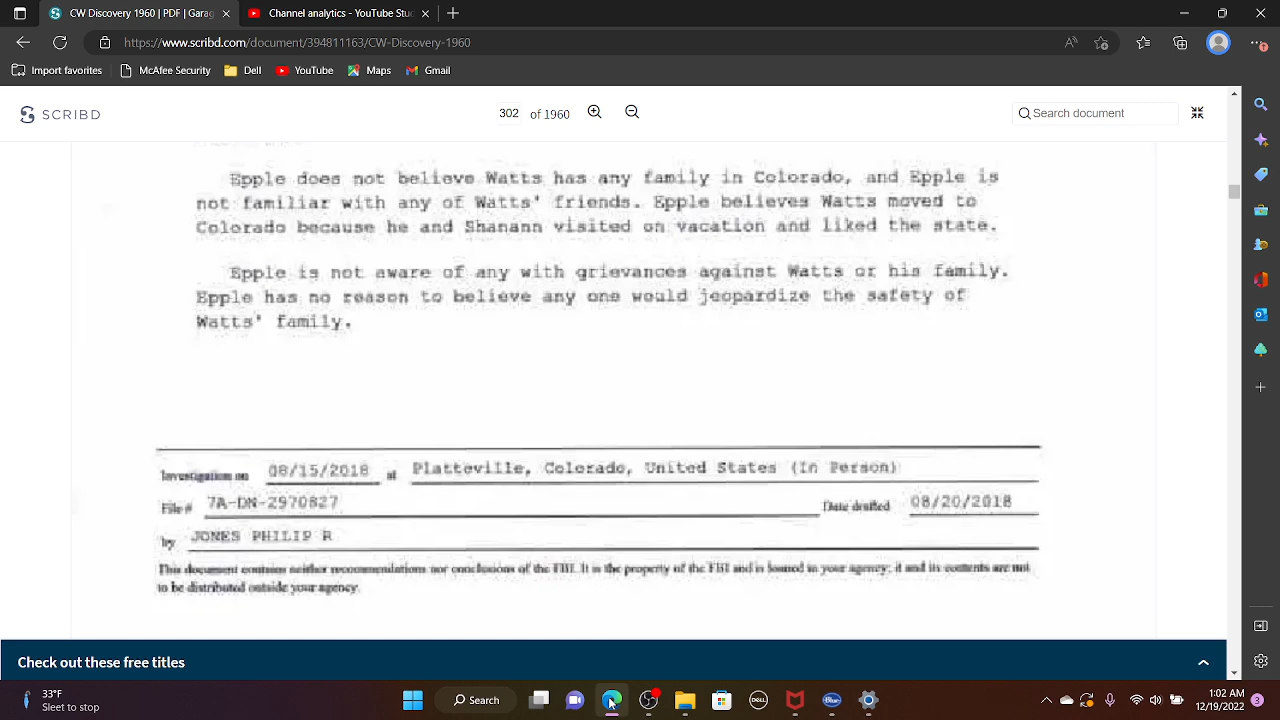 CW Discovery 1960 | PDF | Garag
Channel analytics - YouTube Stu
https://www.scribd.com/document/394811163/CW-Discovery-1960
Import favorites
McAfee Security
Dell
YouTube
Maps
Gmail
SCRIBD
302 of 1960
Search document
Epple does not believe Watts has any family in Colorado, and Epple is
not familiar with any of Watts' friends. Epple believes Watts moved to
Colorado because he and Shanann visited on vacation and liked the state.
Epple is not aware of any with grievances against Watts or his family.
Epple has no reason to believe any one would jeopardize the safety of
Watts' family.
Investigation on 08/15/2018 at Platteville, Colorado, United States (In Person)
File # 7A-DN-2970827 Date drafted 08/20/2018
by JONES PHILIP R
This document contains neither recommendations nor conclusions of the FBI. It is the property of the FBI and is loaned to your agency; it and its contents are not
to be distributed outside your agency.
Check out these free titles
33°F
Sleet to stop
Search
DELL
Blue
1:02 AM
12/19/2022
3